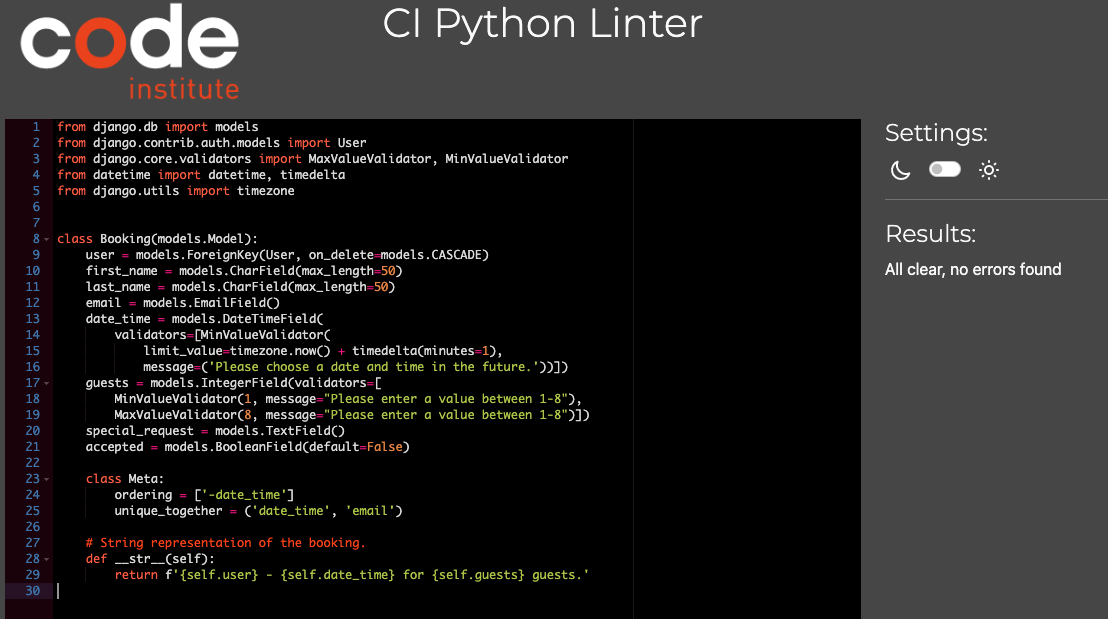 code
institute
CI Python Linter
1 from django.db import models
2 from django.contrib.auth.models import User
3 from django.core.validators import MaxValueValidator, MinValueValidator
4 from datetime import datetime, timedelta
5 from django.utils import timezone
6
7
8 class Booking(models.Model):
9     user = models.ForeignKey(User, on_delete=models.CASCADE)
10     first_name = models.CharField(max_length=50)
11     last_name = models.CharField(max_length=50)
12     email = models.EmailField()
13     date_time = models.DateTimeField(
14         validators=[MinValueValidator(
15             limit_value=timezone.now() + timedelta(minutes=1),
16             message=('Please choose a date and time in the future.'))])
17     guests = models.IntegerField(validators=[
18         MinValueValidator(1, message="Please enter a value between 1-8"),
19         MaxValueValidator(8, message="Please enter a value between 1-8")])
20     special_request = models.TextField()
21     accepted = models.BooleanField(default=False)
22
23     class Meta:
24         ordering = ['-date_time']
25         unique_together = ('date_time', 'email')
26
27     # String representation of the booking.
28     def __str__(self):
29         return f'{self.user} - {self.date_time} for {self.guests} guests.'
30
Settings:
Results:
All clear, no errors found